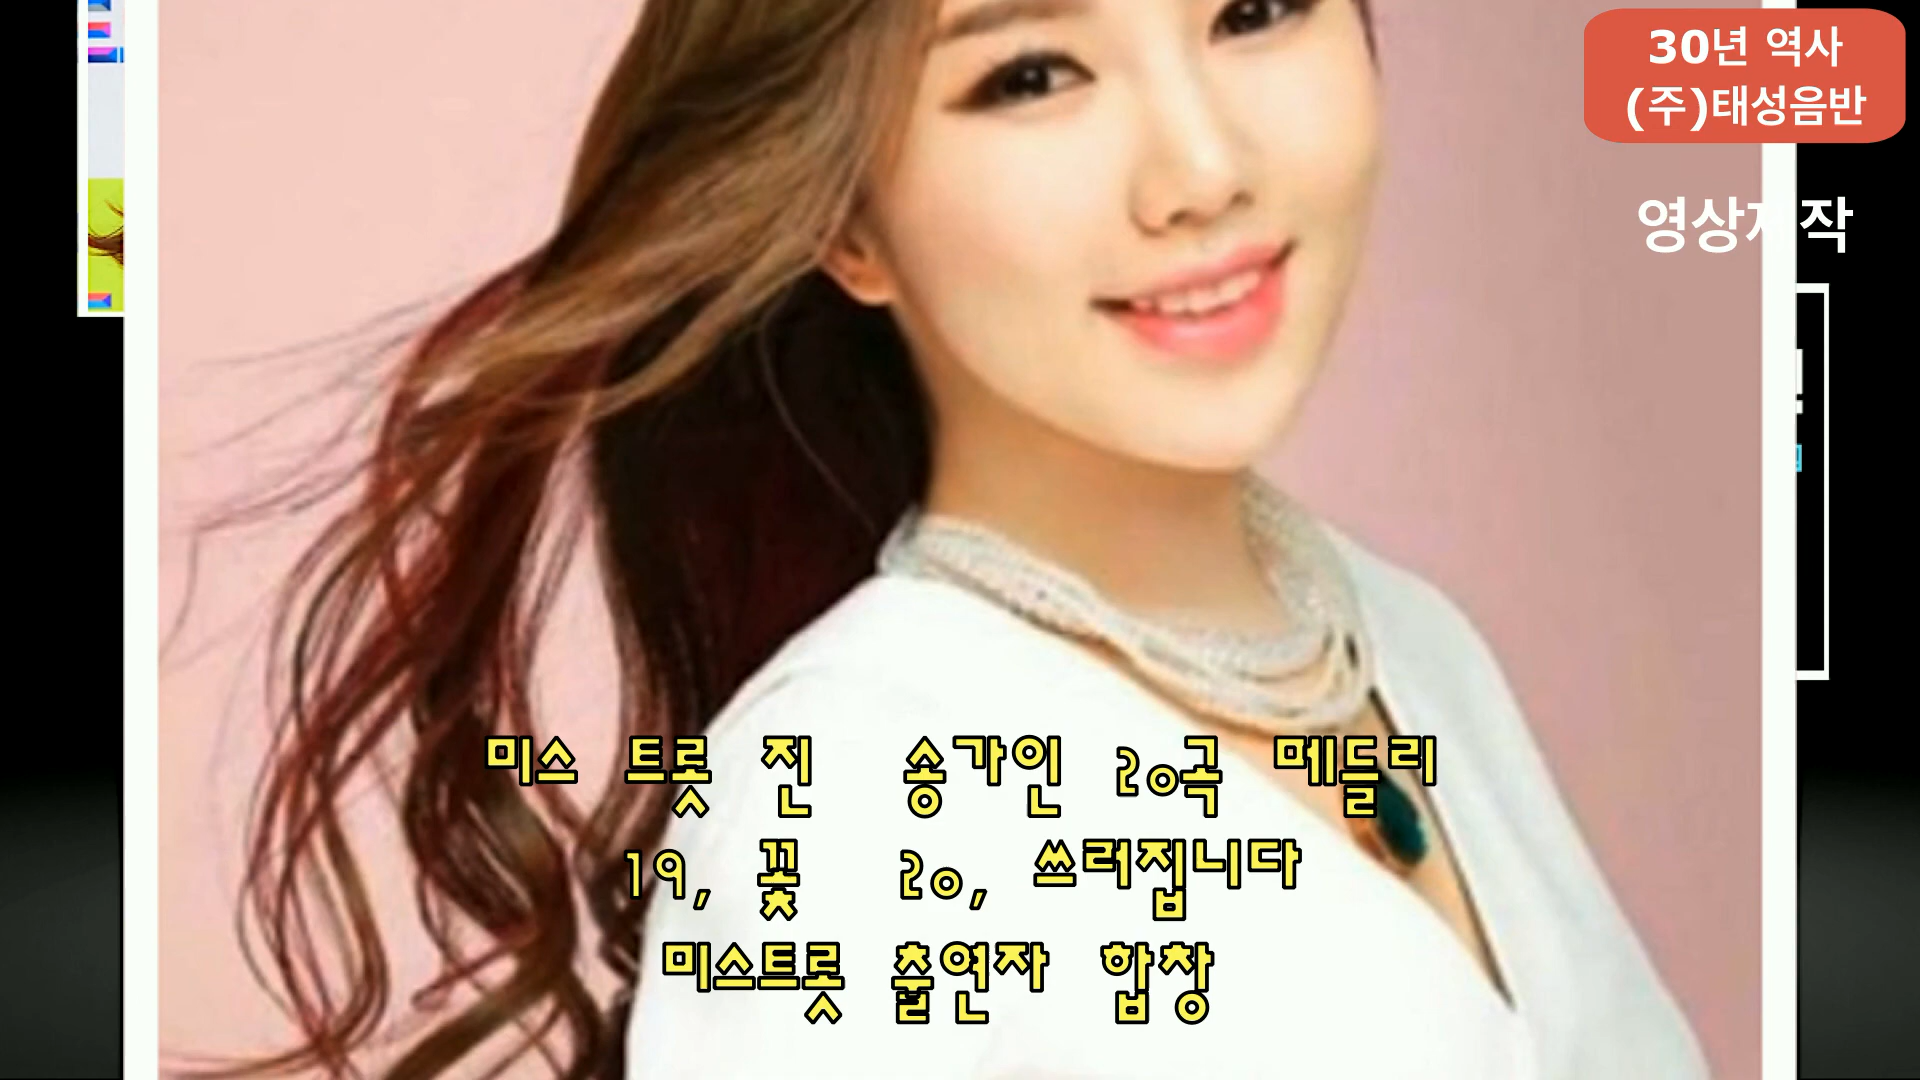 30년 역사
(주)태성음반
영상제작
미스 트롯 진 송가인 20곡 메들리
19, 꽃 20, 쓰러집니다
미스트롯 출연자 합창